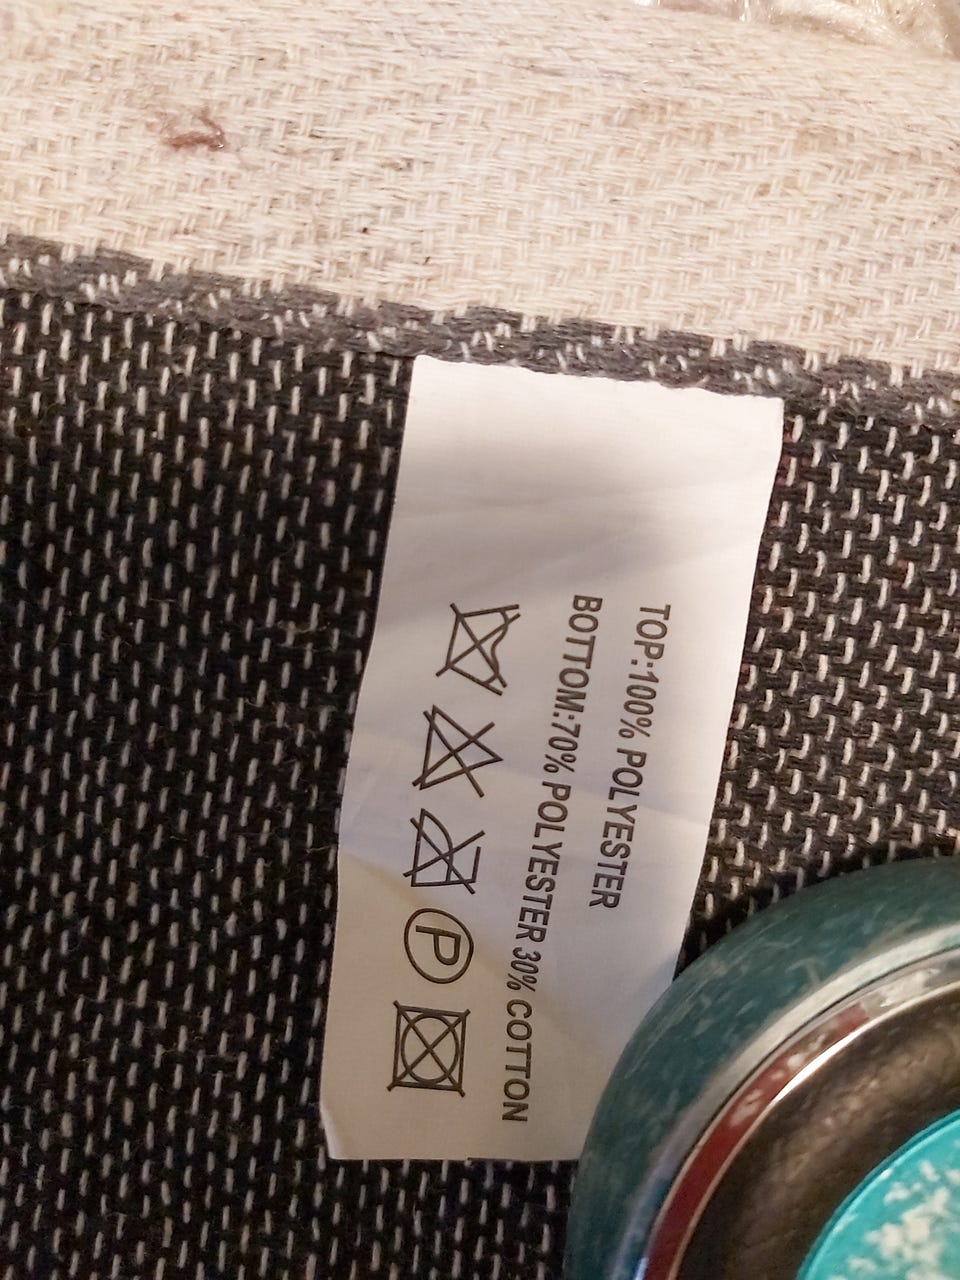 TOP:100% POLYESTER
BOTTOM:70% POLYESTER 30% COTTON
P